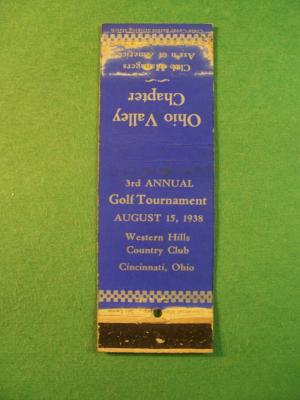 Club Managers
Ass'n of America
Ohio Valley
Chapter
3rd ANNUAL
Golf Tournament
AUGUST 15, 1938
Western Hills
Country Club
Cincinnati, Ohio